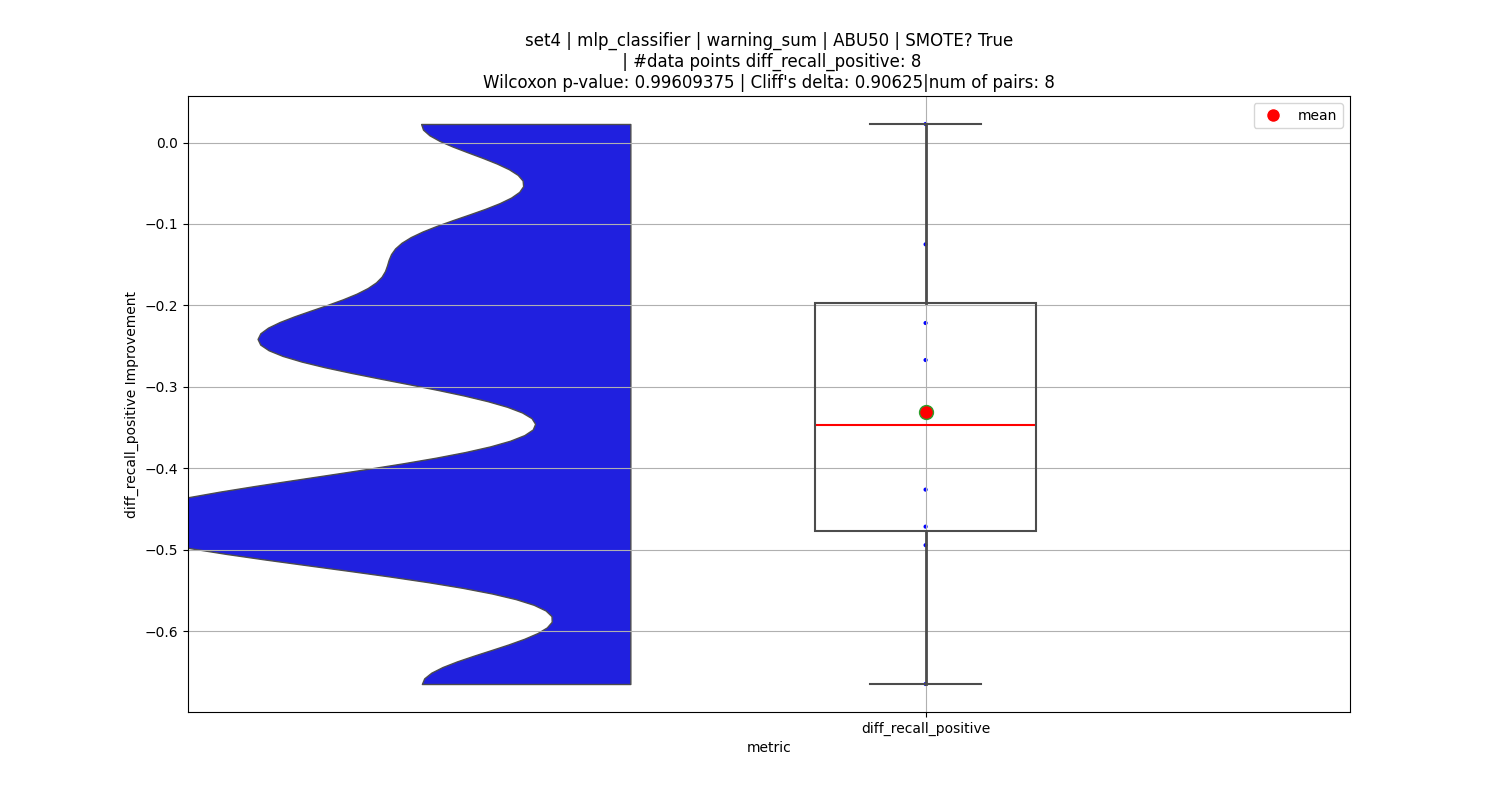 set4 | mlp_classifier | warning_sum | ABU50 | SMOTE? True
| #data points diff_recall_positive: 8
Wilcoxon p-value: 0.99609375 | Cliff's delta: 0.90625|num of pairs: 8
mean
0.0
−0.1
−0.2
−0.3
−0.4
−0.5
−0.6
diff_recall_positive Improvement
diff_recall_positive
metric